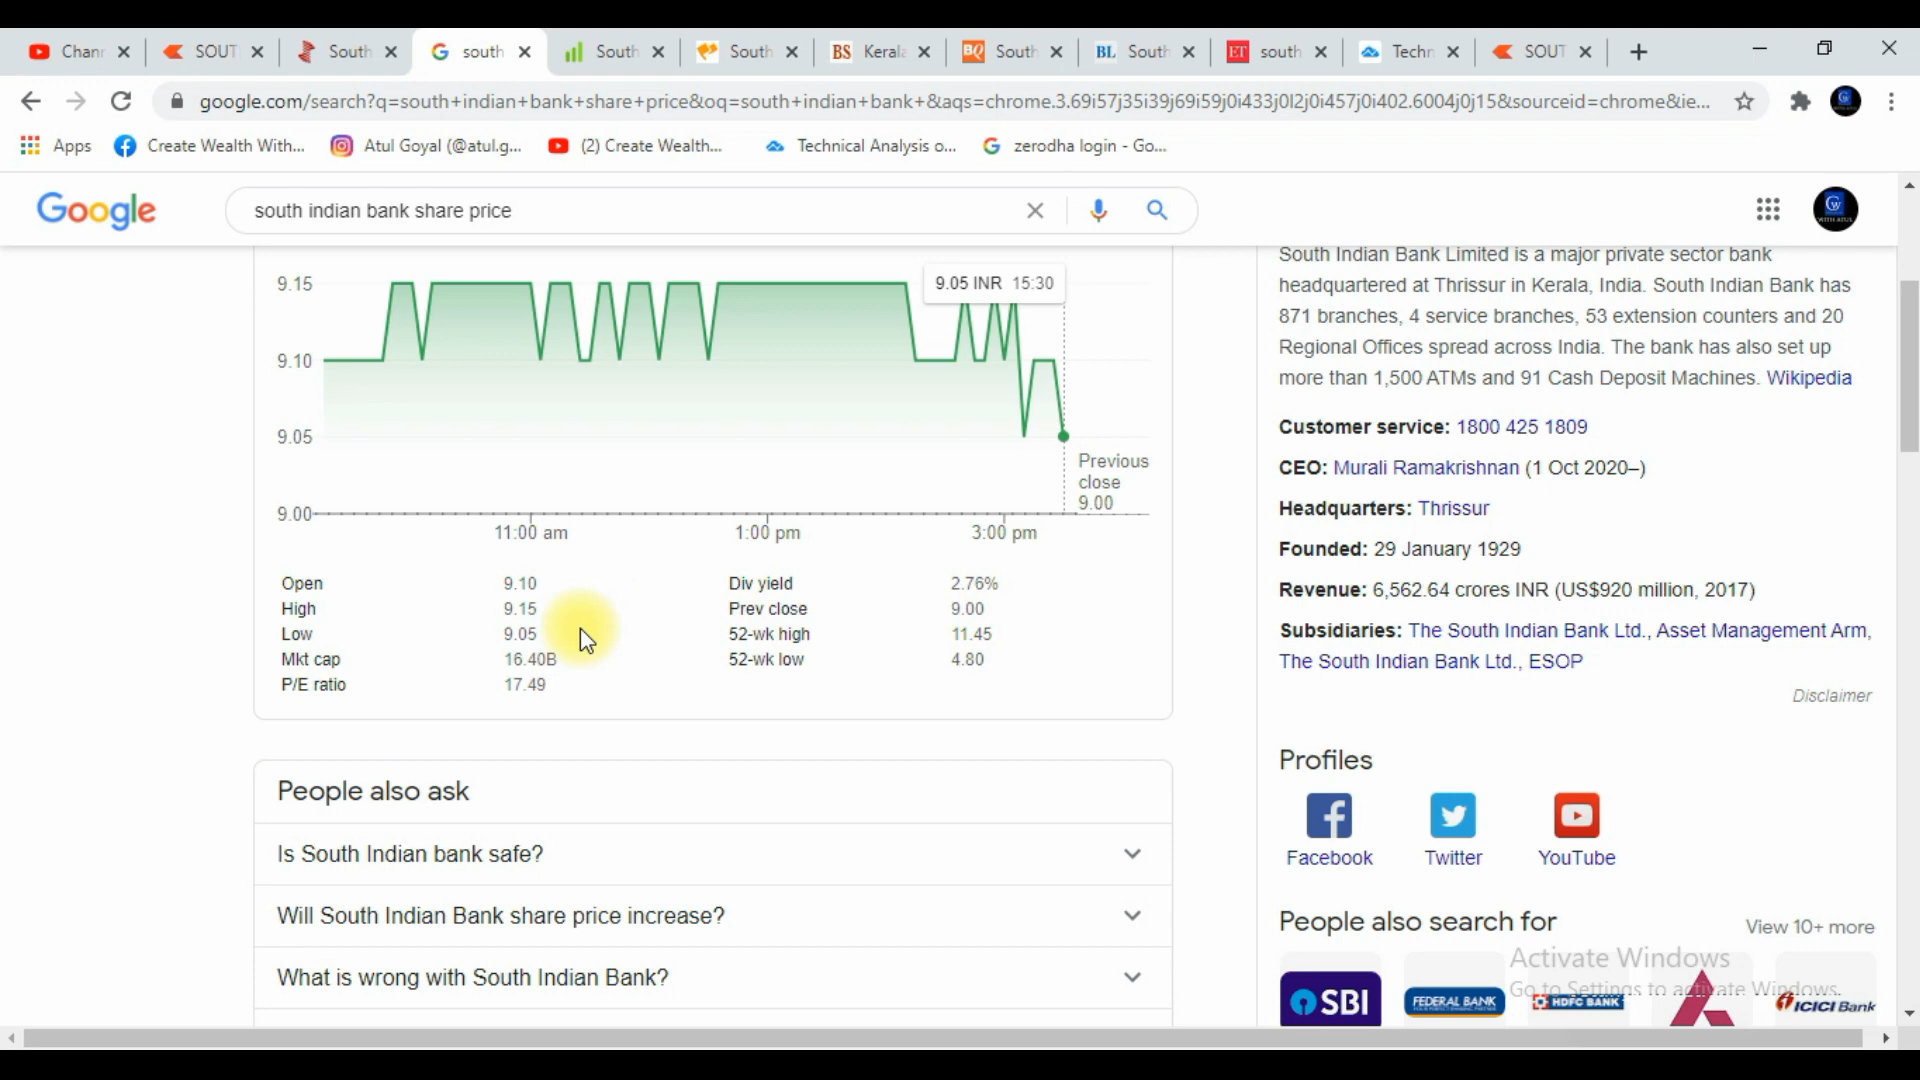 Chanr
SOUT
South
south
South
South
Kerala
South
South
south
Techn
SOUT
google.com/search?q=south+indian+bank+share+price&oq=south+indian+bank+&aqs=chrome.3.69i57j35i39j69i59j0i433j0l2j0i457j0i402.6004j0j15&sourceid=chrome&ie...
Apps
Create Wealth With...
Atul Goyal (@atul.g...
(2) Create Wealth...
Technical Analysis o...
zerodha login - Go...
Google
south indian bank share price
9.15
9.10
9.05
9.00
9.05 INR 15:30
Previous
close
9.00
11:00 am
1:00 pm
3:00 pm
Open 9.10 Div yield 2.76%
High 9.15 Prev close 9.00
Low 9.05 52-wk high 11.45
Mkt cap 16.40B 52-wk low 4.80
P/E ratio 17.49
People also ask
Is South Indian bank safe?
Will South Indian Bank share price increase?
What is wrong with South Indian Bank?
South Indian Bank Limited is a major private sector bank
headquartered at Thrissur in Kerala, India. South Indian Bank has
871 branches, 4 service branches, 53 extension counters and 20
Regional Offices spread across India. The bank has also set up
more than 1,500 ATMs and 91 Cash Deposit Machines. Wikipedia
Customer service: 1800 425 1809
CEO: Murali Ramakrishnan (1 Oct 2020–)
Headquarters: Thrissur
Founded: 29 January 1929
Revenue: 6,562.64 crores INR (US$920 million, 2017)
Subsidiaries: The South Indian Bank Ltd., Asset Management Arm,
The South Indian Bank Ltd., ESOP
Disclaimer
Profiles
Facebook
Twitter
YouTube
People also search for
View 10+ more
Activate Windows
Go to Settings to activate Windows.
SBI
FEDERAL BANK
HDFC BANK
ICICI Bank